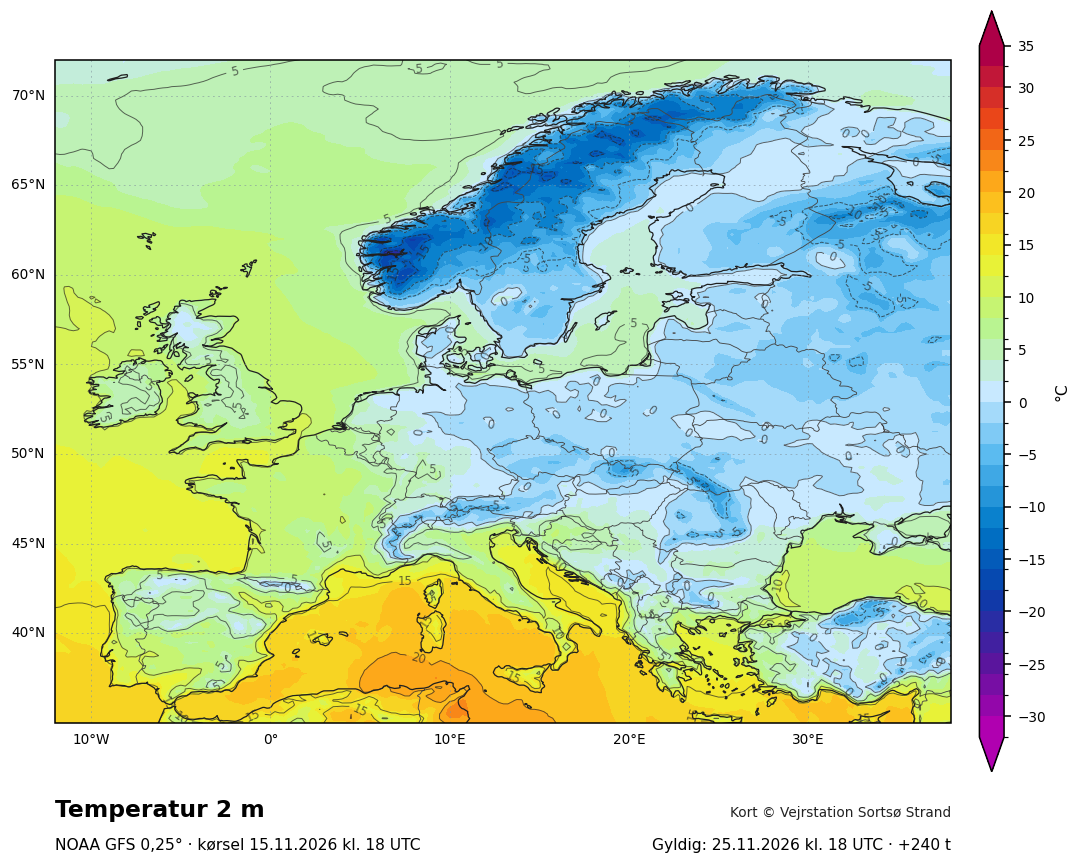 70°N
65°N
60°N
55°N
50°N
45°N
40°N
10°W 0° 10°E 20°E 30°E
35
30
25
20
15
10
5
0
−5
−10
−15
−20
−25
−30
°C
Temperatur 2 m
Kort © Vejrstation Sortsø Strand
NOAA GFS 0,25° · kørsel 15.11.2026 kl. 18 UTC
Gyldig: 25.11.2026 kl. 18 UTC · +240 t